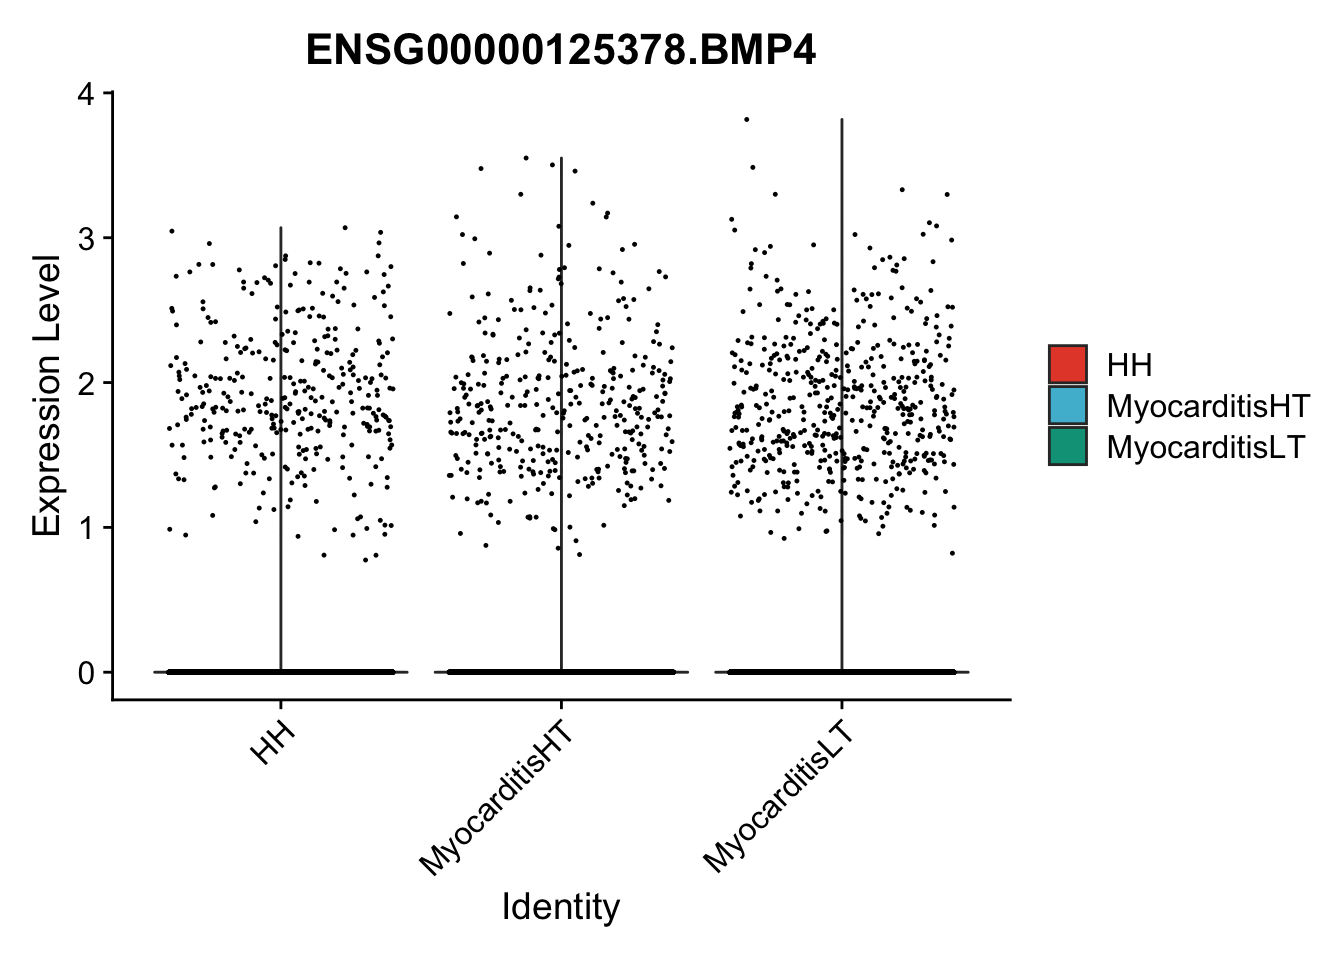 ENSG00000125378.BMP4
4
3
2
1
0
Expression Level
HH
MyocarditisHT
MyocarditisLT
Identity
HH
MyocarditisHT
MyocarditisLT